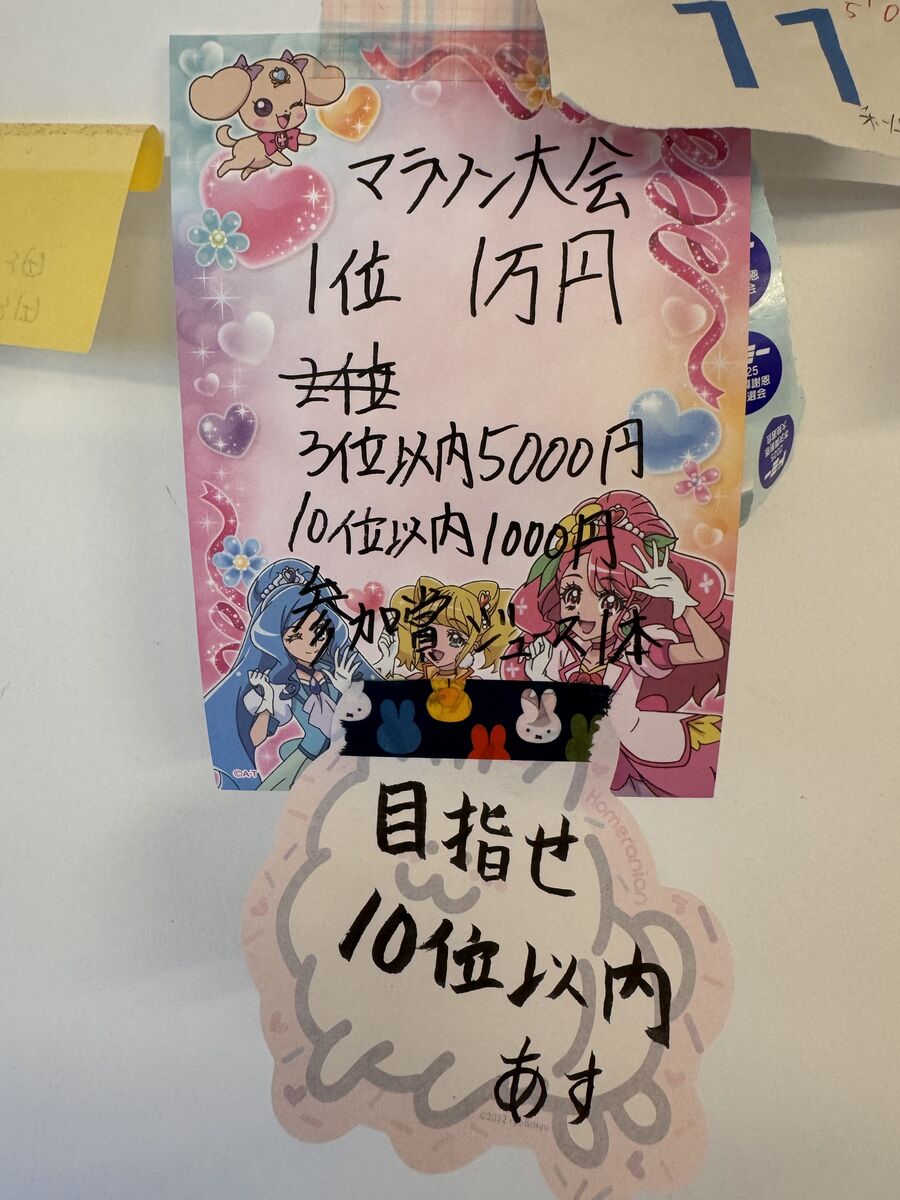 マラソン大会
1位 1万円
2位
3位以内5000円
10位以内1000円
参加賞 ジュース1本
©A·T
Homeranian
目指せ
10位以内
あす
77